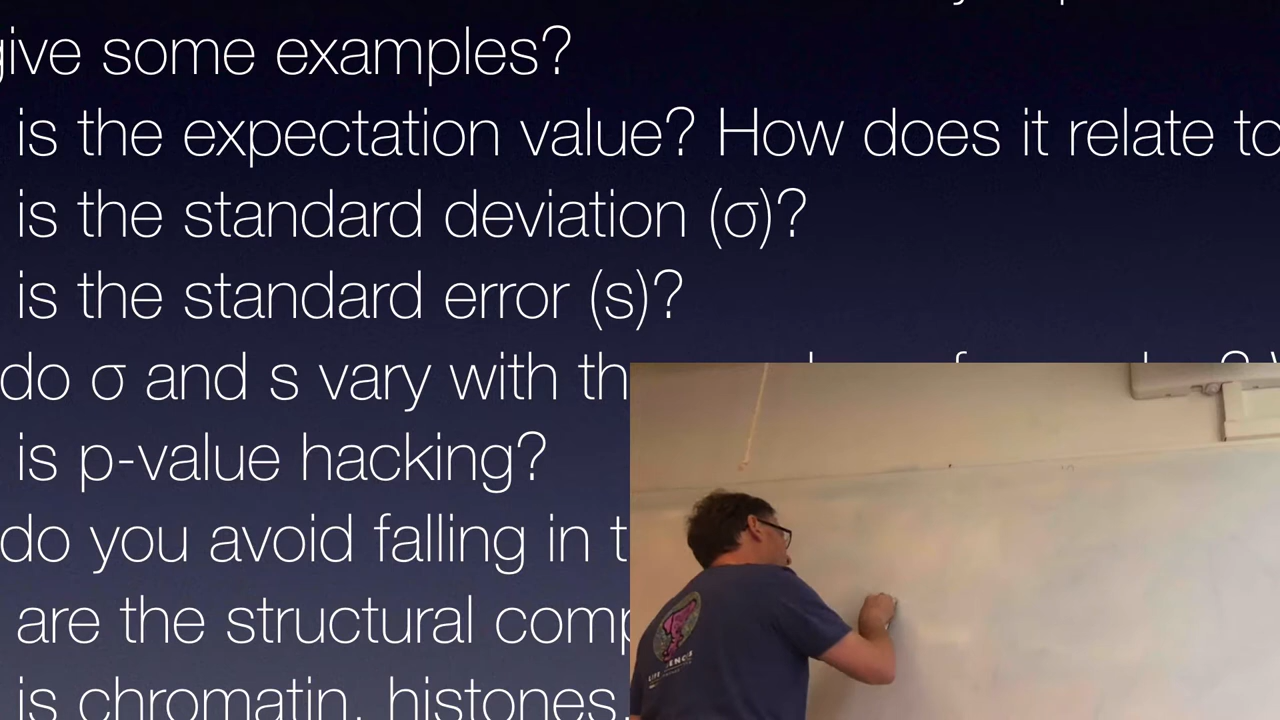 give some examples?
is the expectation value? How does it relate to
is the standard deviation (σ)?
is the standard error (s)?
do σ and s vary with th
is p-value hacking?
do you avoid falling in t
are the structural comp
is chromatin, histones,